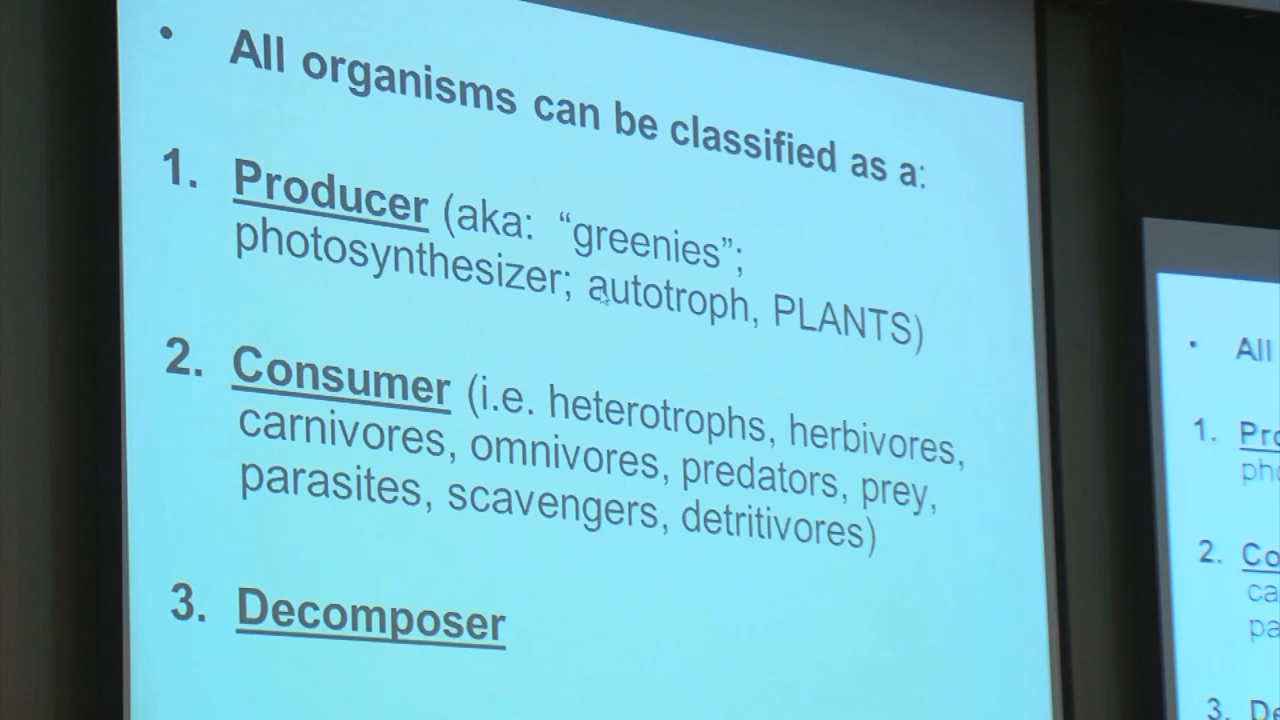 • All organisms can be classified as a:
1. Producer (aka: “greenies”;
photosynthesizer; autotroph, PLANTS)
2. Consumer (i.e. heterotrophs, herbivores,
carnivores, omnivores, predators, prey,
parasites, scavengers, detritivores)
3. Decomposer
• All
1. Pro
pho
2. Co
ca
pa
3. De